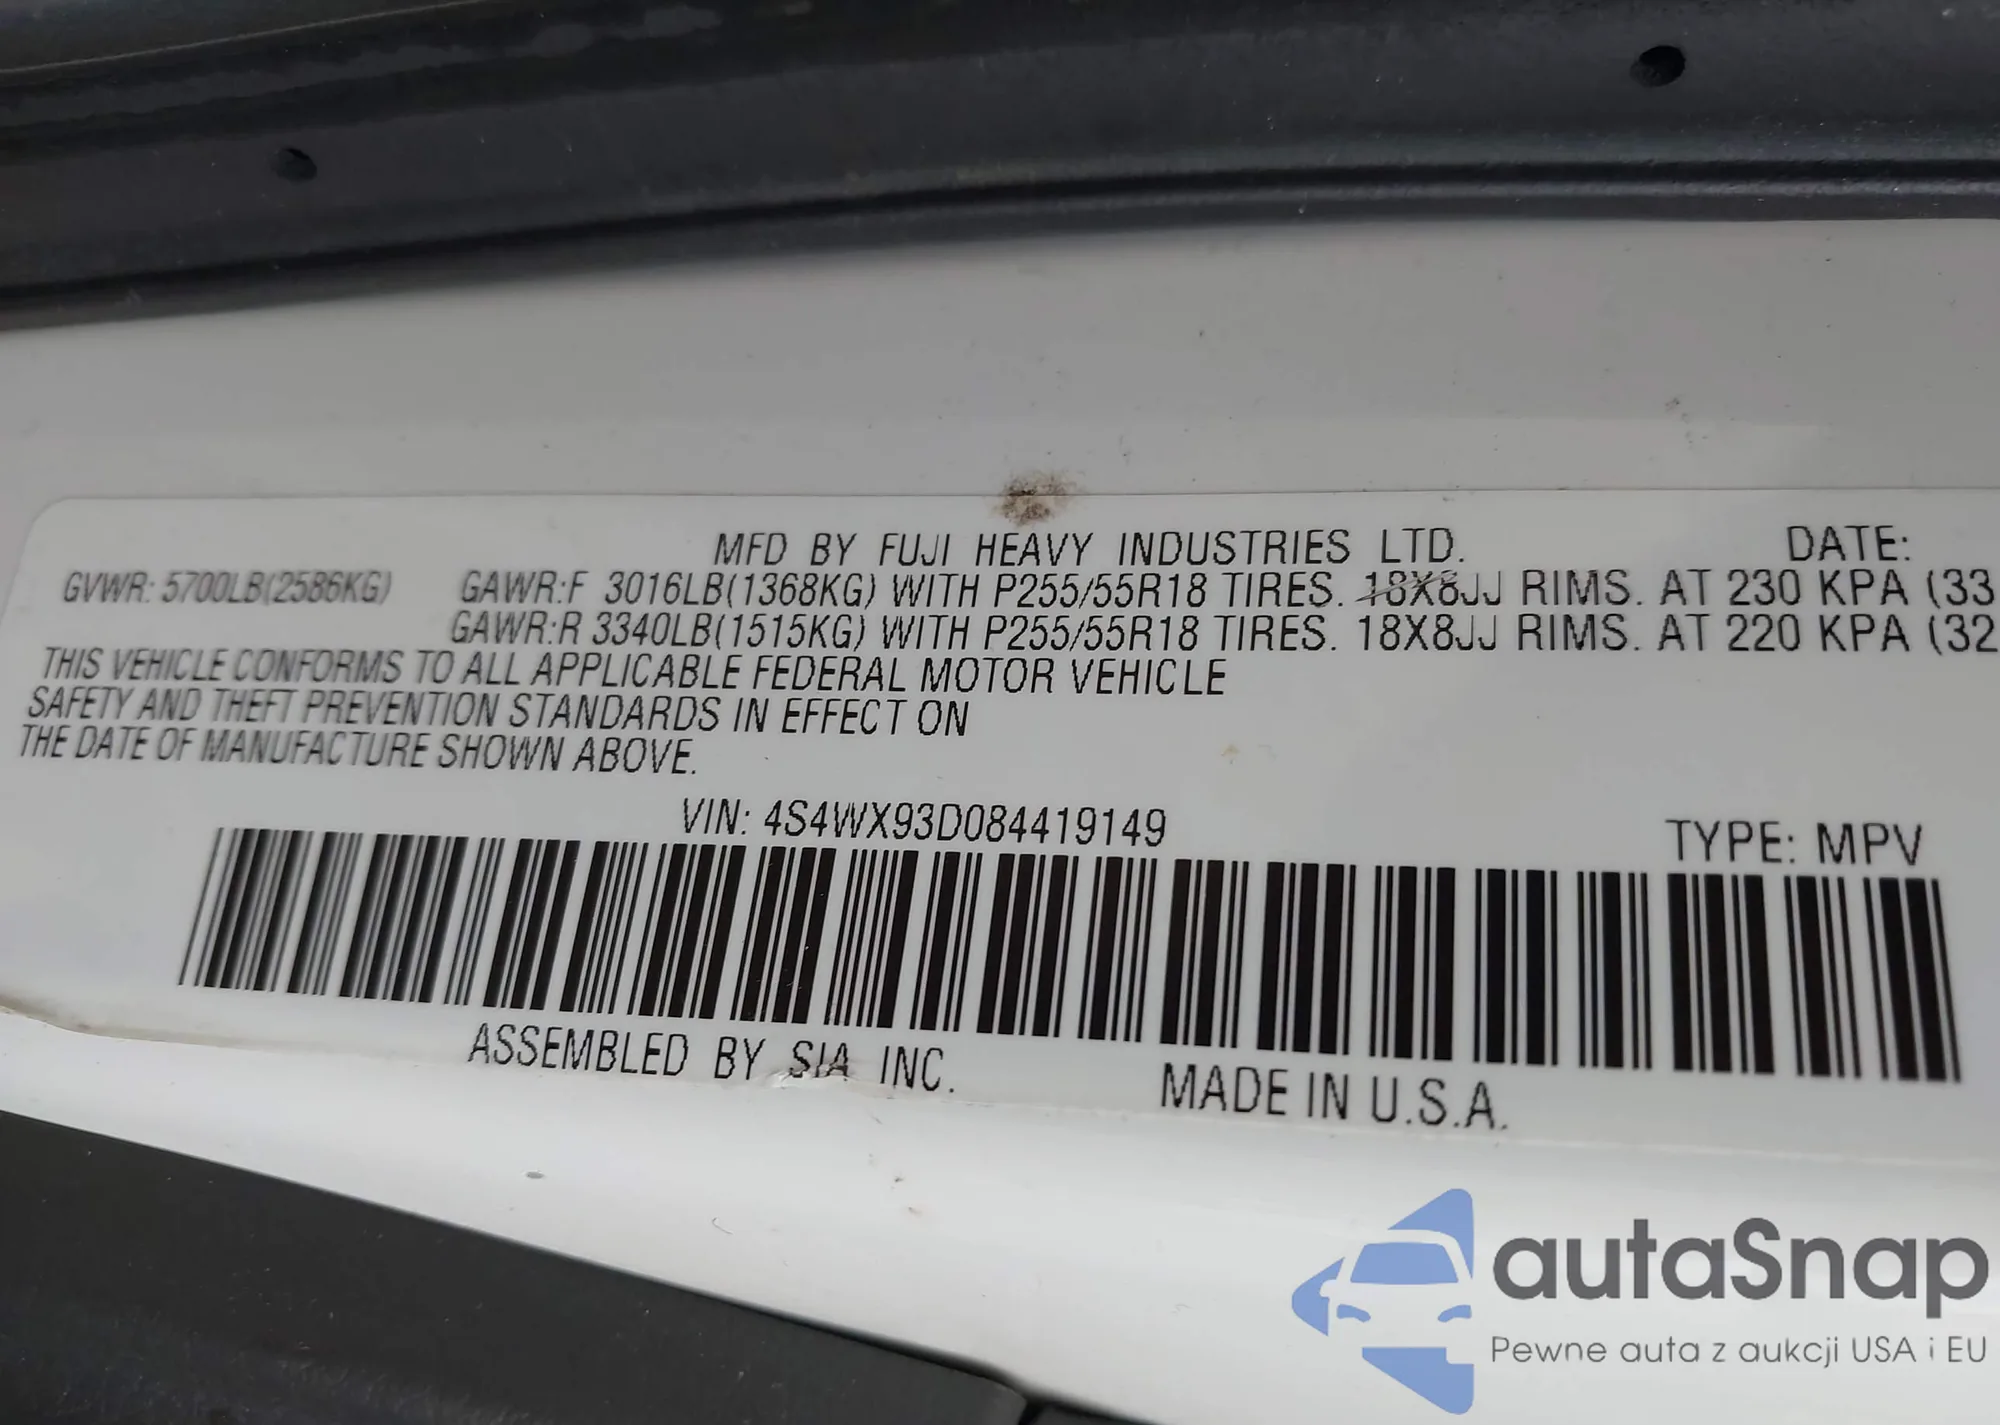 MFD BY FUJI HEAVY INDUSTRIES LTD. DATE:
GVWR: 5700LB(2586KG) GAWR:F 3016LB(1368KG) WITH P255/55R18 TIRES. 18X8JJ RIMS. AT 230 KPA (33
GAWR:R 3340LB(1515KG) WITH P255/55R18 TIRES. 18X8JJ RIMS. AT 220 KPA (32
THIS VEHICLE CONFORMS TO ALL APPLICABLE FEDERAL MOTOR VEHICLE
SAFETY AND THEFT PREVENTION STANDARDS IN EFFECT ON
THE DATE OF MANUFACTURE SHOWN ABOVE.
VIN: 4S4WX93D084419149 TYPE: MPV
ASSEMBLED BY SIA INC. MADE IN U.S.A.
autaSnap
Pewne auta z aukcji USA i EU